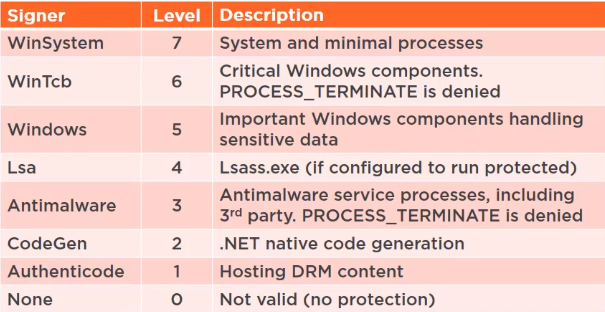 Signer Level Description
WinSystem 7 System and minimal processes
WinTcb 6 Critical Windows components.
PROCESS_TERMINATE is denied
Windows 5 Important Windows components handling
sensitive data
Lsa 4 Lsass.exe (if configured to run protected)
Antimalware 3 Antimalware service processes, including
3rd party. PROCESS_TERMINATE is denied
CodeGen 2 .NET native code generation
Authenticode 1 Hosting DRM content
None 0 Not valid (no protection)